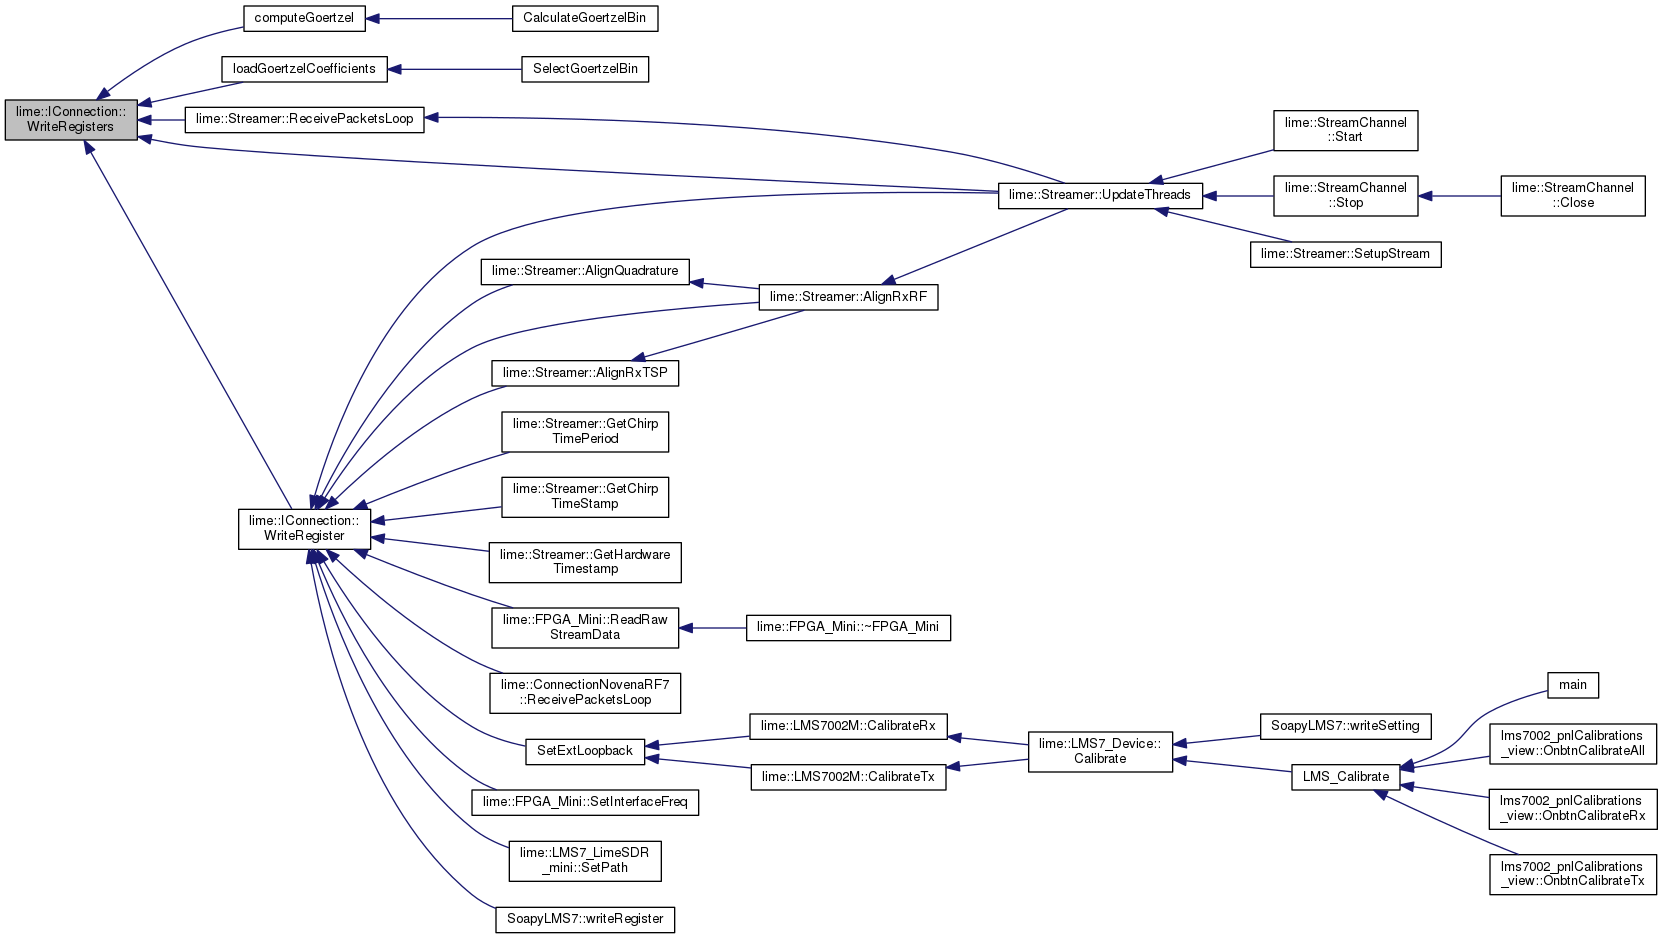 computeGoertzel
CalculateGoertzelBin
loadGoertzelCoefficients
SelectGoertzelBin
lime::IConnection::
WriteRegisters
lime::Streamer::ReceivePacketsLoop
lime::StreamChannel
::Start
lime::Streamer::UpdateThreads
lime::StreamChannel
::Stop
lime::StreamChannel
::Close
lime::Streamer::SetupStream
lime::Streamer::AlignQuadrature
lime::Streamer::AlignRxRF
lime::Streamer::AlignRxTSP
lime::Streamer::GetChirp
TimePeriod
lime::Streamer::GetChirp
TimeStamp
lime::IConnection::
WriteRegister
lime::Streamer::GetHardware
Timestamp
lime::FPGA_Mini::ReadRaw
StreamData
lime::FPGA_Mini::~FPGA_Mini
lime::ConnectionNovenaRF7
::ReceivePacketsLoop
main
SetExtLoopback
lime::LMS7002M::CalibrateRx
lime::LMS7002M::CalibrateTx
lime::LMS7_Device::
Calibrate
SoapyLMS7::writeSetting
LMS_Calibrate
lms7002_pnlCalibrations
_view::OnbtnCalibrateAll
lms7002_pnlCalibrations
_view::OnbtnCalibrateRx
lms7002_pnlCalibrations
_view::OnbtnCalibrateTx
lime::FPGA_Mini::SetInterfaceFreq
lime::LMS7_LimeSDR
_mini::SetPath
SoapyLMS7::writeRegister